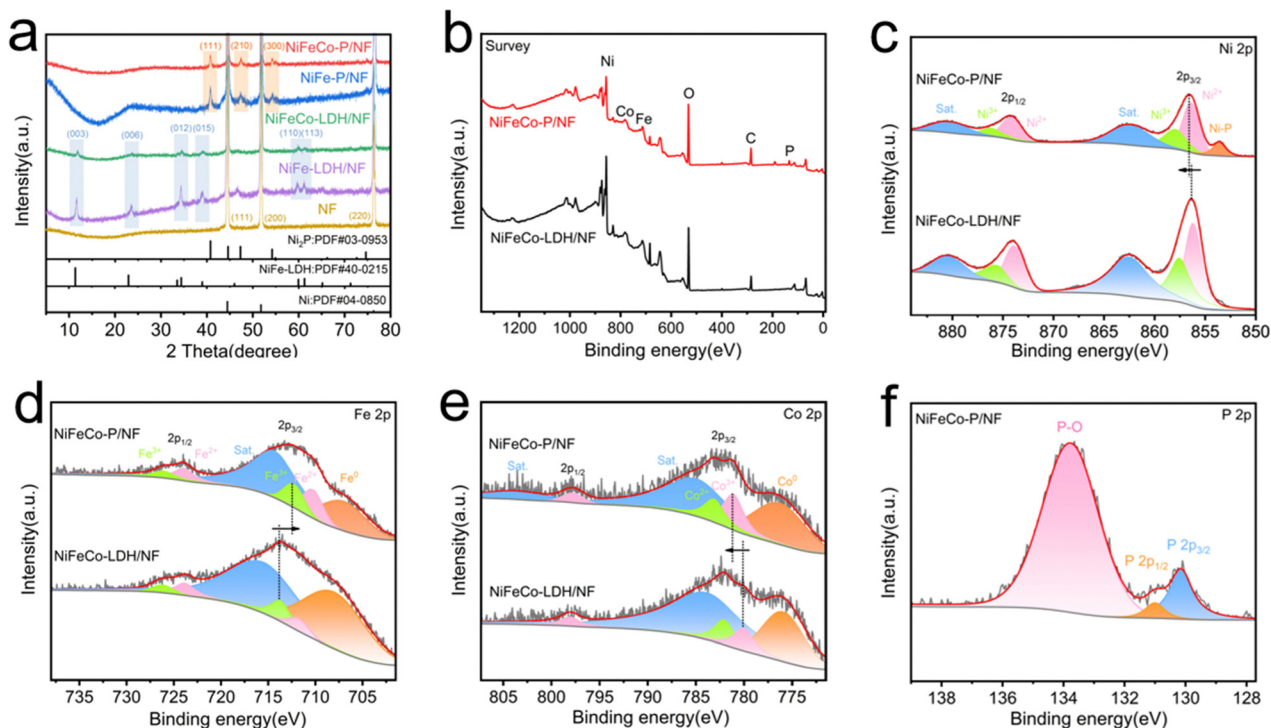 a
(111) (210) (300)
NiFeCo-P/NF
NiFe-P/NF
NiFeCo-LDH/NF
(003) (006) (012) (015) (110)(113)
NiFe-LDH/NF
NF
(111) (200) (220)
Ni₂P:PDF#03-0953
NiFe-LDH:PDF#40-0215
Ni:PDF#04-0850
10 20 30 40 50 60 70 80
2 Theta(degree)
Intensity(a.u.)
b
Survey
Ni
O
Co
Fe
C
P
NiFeCo-P/NF
NiFeCo-LDH/NF
1200 1000 800 600 400 200 0
Binding energy(eV)
Intensity(a.u.)
c
Ni 2p
NiFeCo-P/NF
2p₃/₂
2p₁/₂
Sat. Ni³⁺ Ni²⁺ Sat. Ni³⁺ Ni²⁺ Ni-P
NiFeCo-LDH/NF
880 875 865 860 855 850
Binding energy(eV)
Intensity(a.u.)
d
Fe 2p
NiFeCo-P/NF
2p₁/₂ 2p₃/₂
Fe³⁺ Fe²⁺ Sat. Fe³⁺ Fe²⁺ Fe⁰
NiFeCo-LDH/NF
735 730 725 720 715 710 705
Binding energy(eV)
Intensity(a.u.)
e
Co 2p
NiFeCo-P/NF
2p₃/₂
Sat. 2p₁/₂ Sat. Co²⁺ Co³⁺ Co⁰
NiFeCo-LDH/NF
805 800 795 785 780 775
Binding energy(eV)
Intensity(a.u.)
f
P 2p
NiFeCo-P/NF
P-O
P 2p₃/₂
P 2p₁/₂
138 136 134 132 130 128
Binding energy(eV)
Intensity(a.u.)